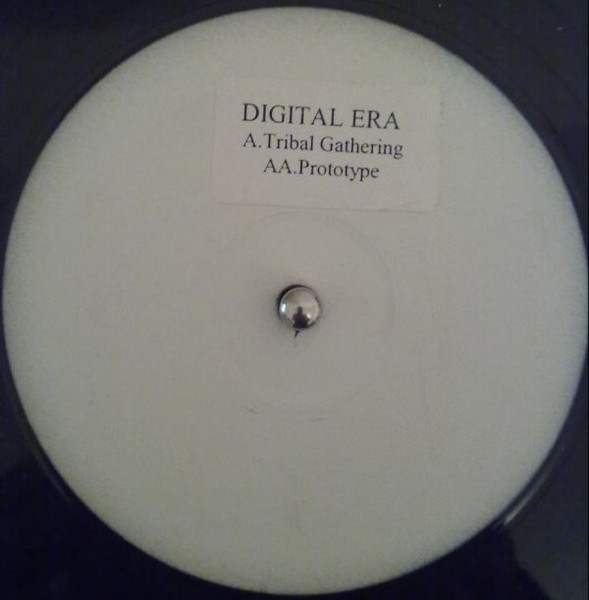 DIGITAL ERA
A.Tribal Gathering
AA.Prototype